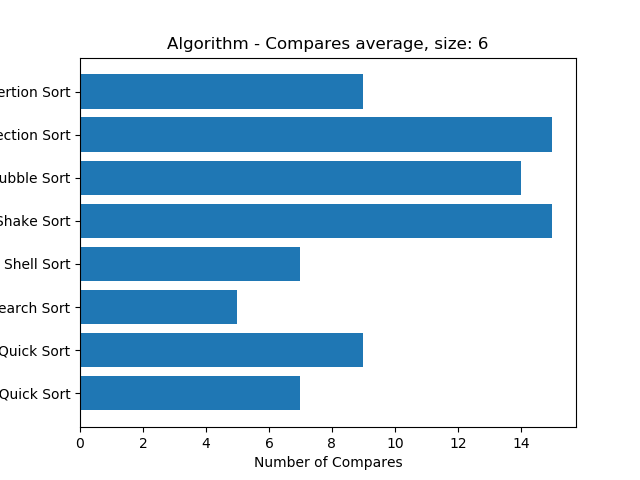 Algorithm - Compares average, size: 6
ertion Sort
ection Sort
ubble Sort
Shake Sort
Shell Sort
earch Sort
Quick Sort
Quick Sort
0 2 4 6 8 10 12 14
Number of Compares